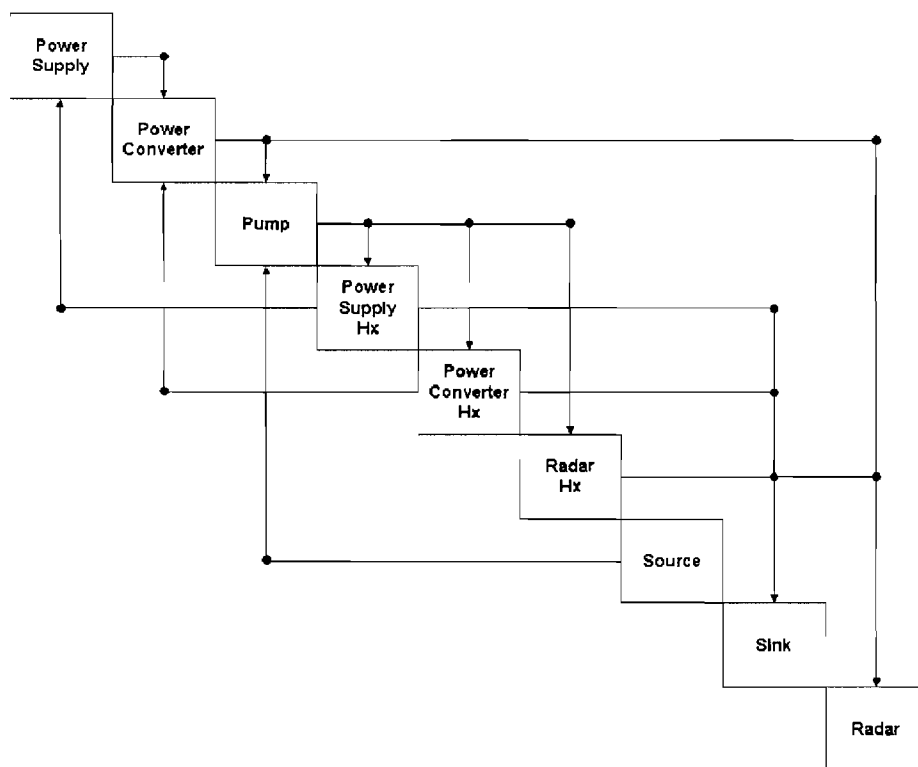 Power
Supply
Power
Converter
Pump
Power
Supply
Hx
Power
Converter
Hx
Radar
Hx
Source
Sink
Radar